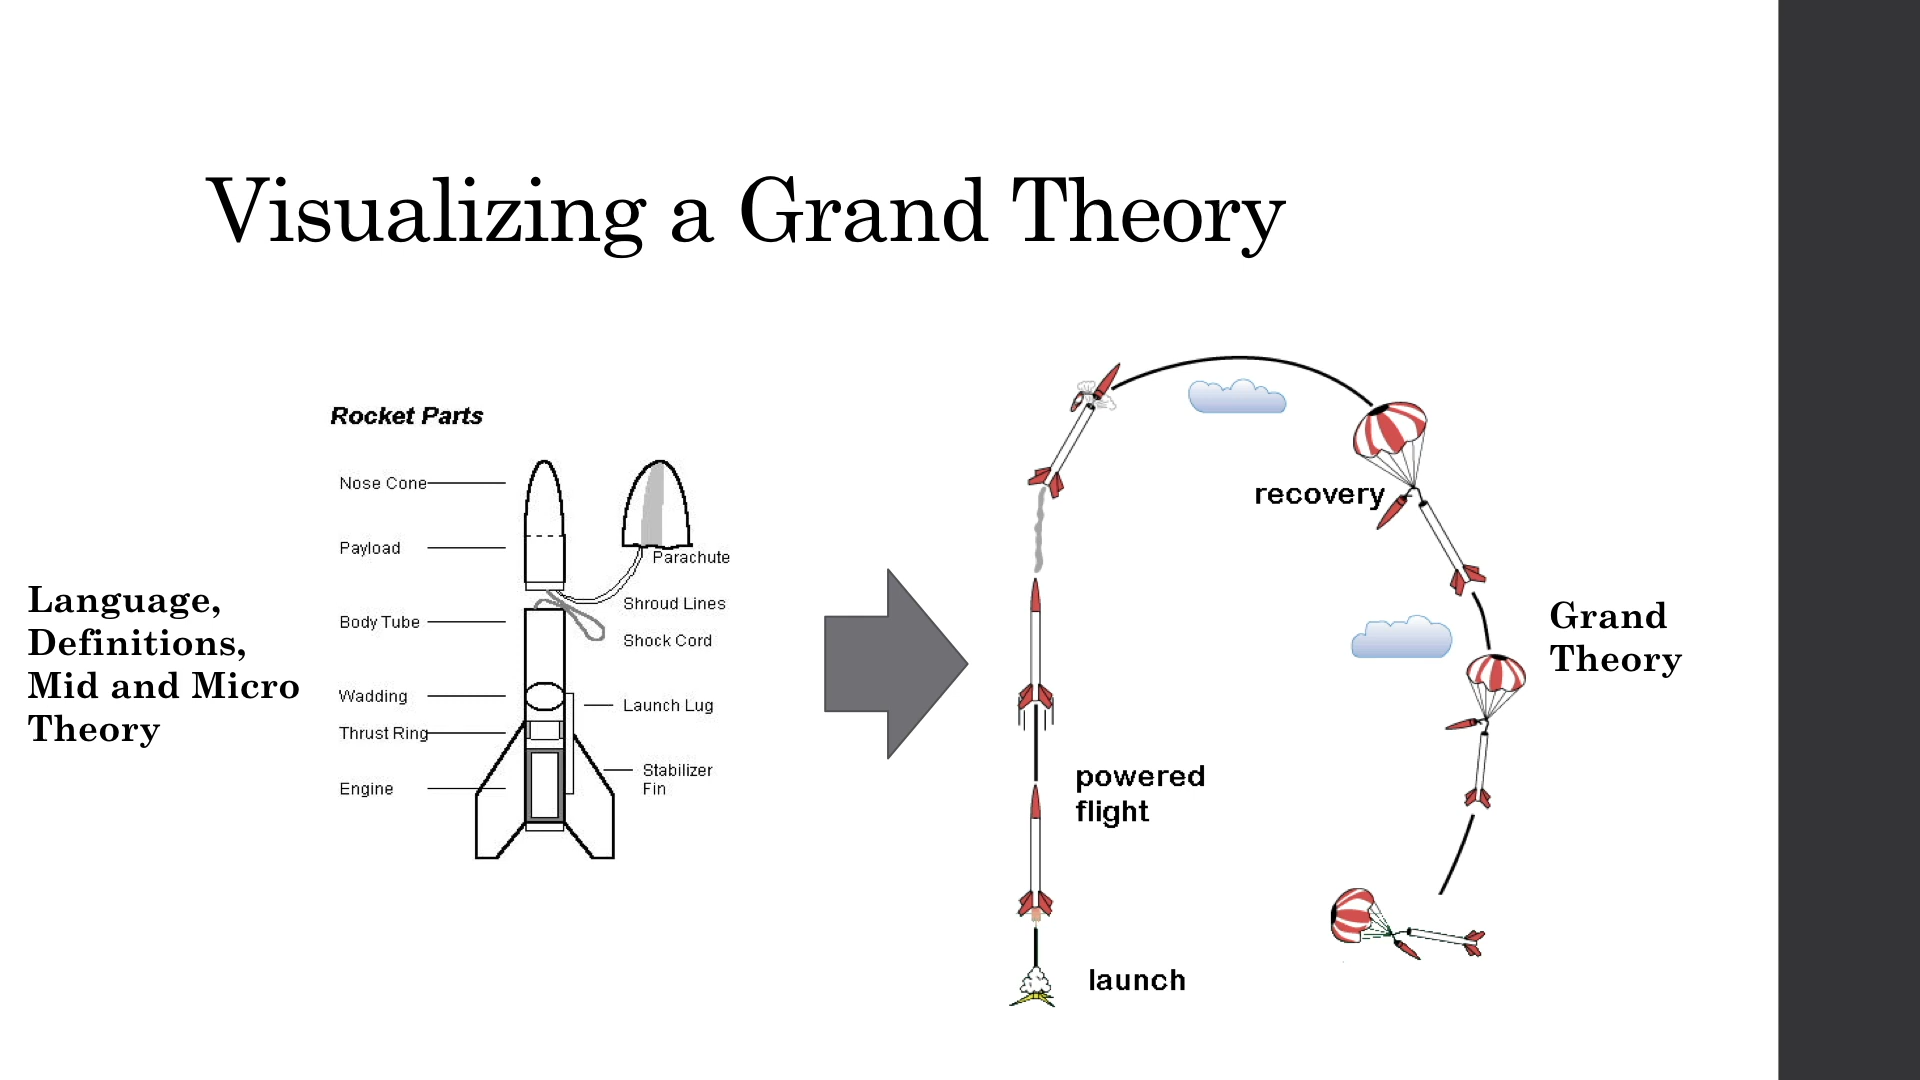 Visualizing a Grand Theory
Language,
Definitions,
Mid and Micro
Theory
Rocket Parts
Nose Cone
Payload
Body Tube
Wadding
Thrust Ring
Engine
Parachute
Shroud Lines
Shock Cord
Launch Lug
Stabilizer
Fin
recovery
powered
flight
launch
Grand
Theory